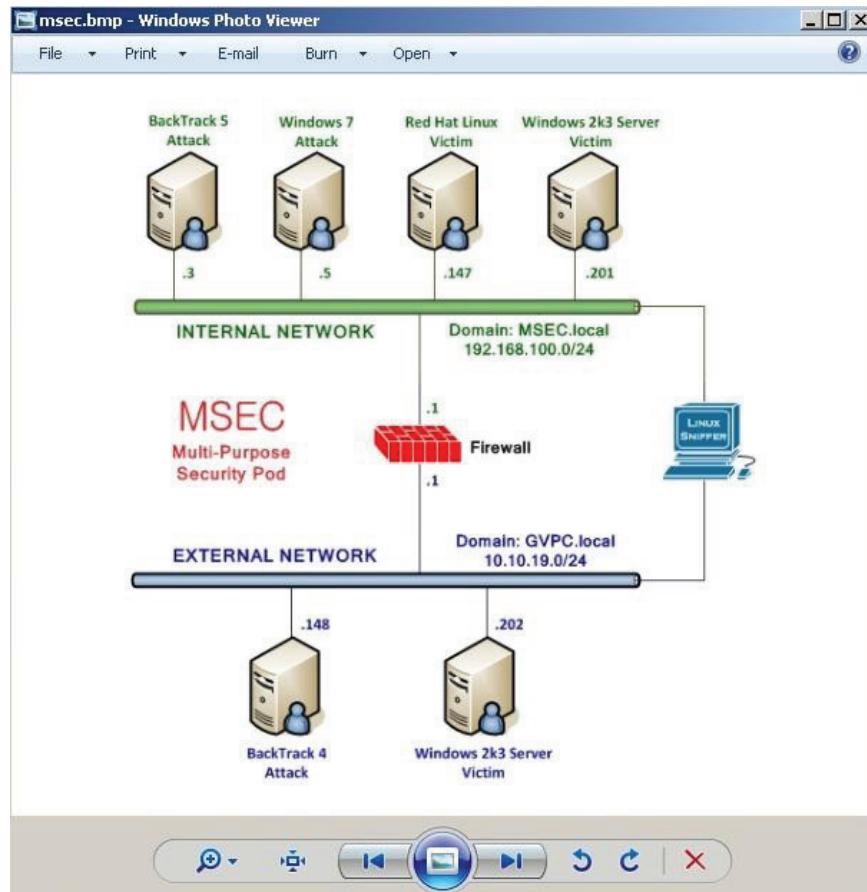 msec.bmp - Windows Photo Viewer
File Print E-mail Burn Open
BackTrack 5 Attack
Windows 7 Attack
Red Hat Linux Victim
Windows 2k3 Server Victim
.3
.5
.147
.201
INTERNAL NETWORK
Domain: MSEC.local
192.168.100.0/24
MSEC
Multi-Purpose
Security Pod
.1
Firewall
.1
LINUX
SNIFFER
EXTERNAL NETWORK
Domain: GVPC.local
10.10.19.0/24
.148
.202
BackTrack 4
Attack
Windows 2k3 Server
Victim